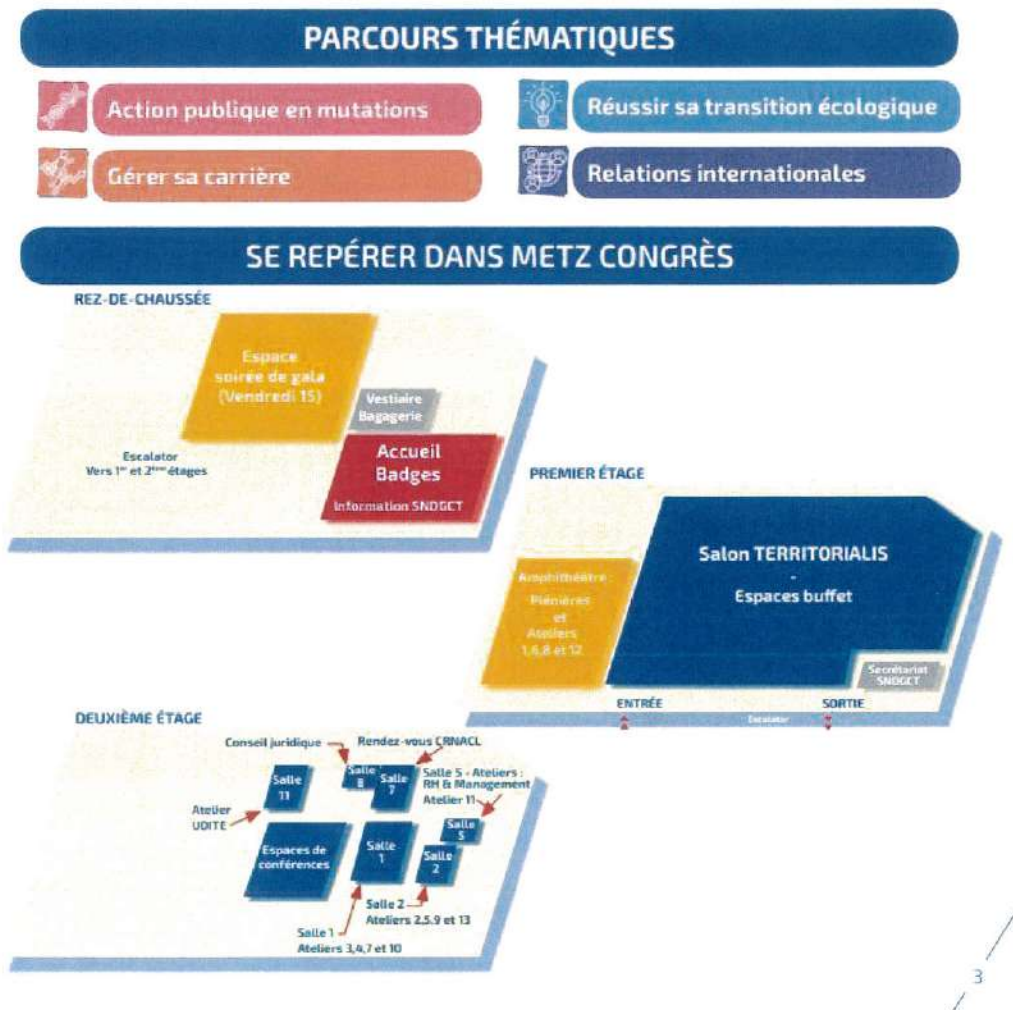 PARCOURS THÉMATIQUES
Action publique en mutations
Réussir sa transition écologique
Gérer sa carrière
Relations internationales
SE REPÉRER DANS METZ CONGRÈS
REZ-DE-CHAUSSÉE
Espace
soirée de gala
(Vendredi 15)
Vestiaire
Bagagerie
Escalator
Vers 1er et 2ème étages
Accueil
Badges
Information SNDGCT
PREMIER ÉTAGE
Salon TERRITORIALIS
-
Espaces buffet
Amphithéâtre :
Plénières
et
Ateliers
1,6,8 et 12
Secrétariat
SNDGCT
ENTRÉE
SORTIE
Escalator
DEUXIÈME ÉTAGE
Conseil juridique
Rendez-vous CRNACL
Salle
11
Salle
8
Salle
7
Salle 5 - Ateliers :
RH & Management
Atelier 11
Atelier
UDITE
Espaces de
conférences
Salle
1
Salle
5
Salle
2
Salle 2
Ateliers 2,5.9 et 13
Salle 1
Ateliers 3,4,7 et 10
3